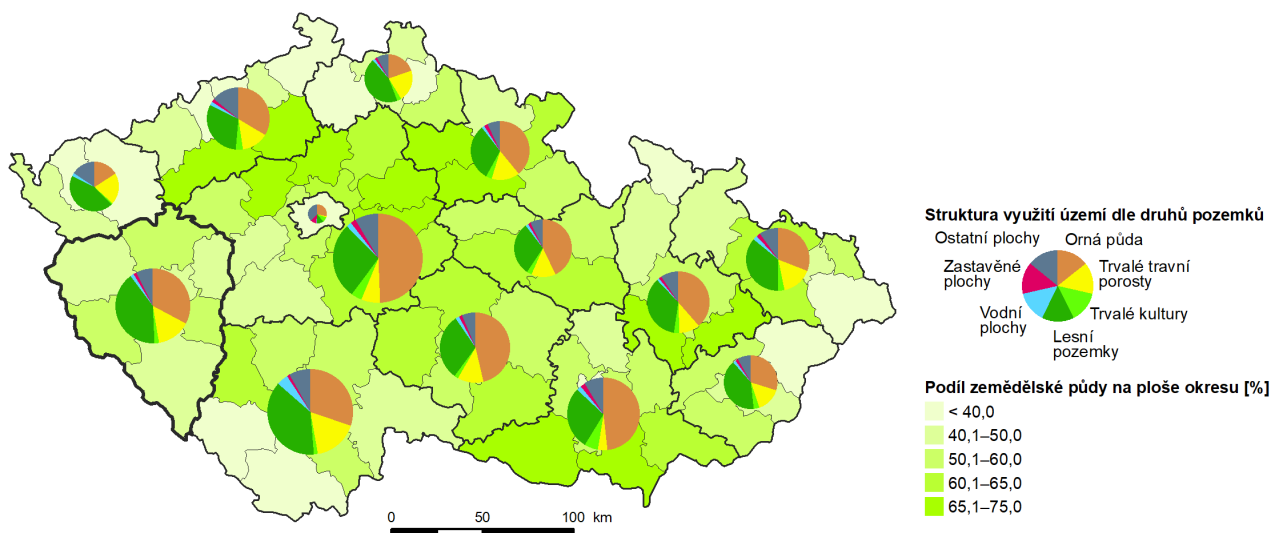 Struktura využití území dle druhů pozemků
Ostatní plochy
Orná půda
Zastavěné
plochy
Trvalé travní
porosty
Vodní
plochy
Trvalé kultury
Lesní
pozemky
Podíl zemědělské půdy na ploše okresu [%]
< 40,0
40,1–50,0
50,1–60,0
60,1–65,0
65,1–75,0
0 50 100 km